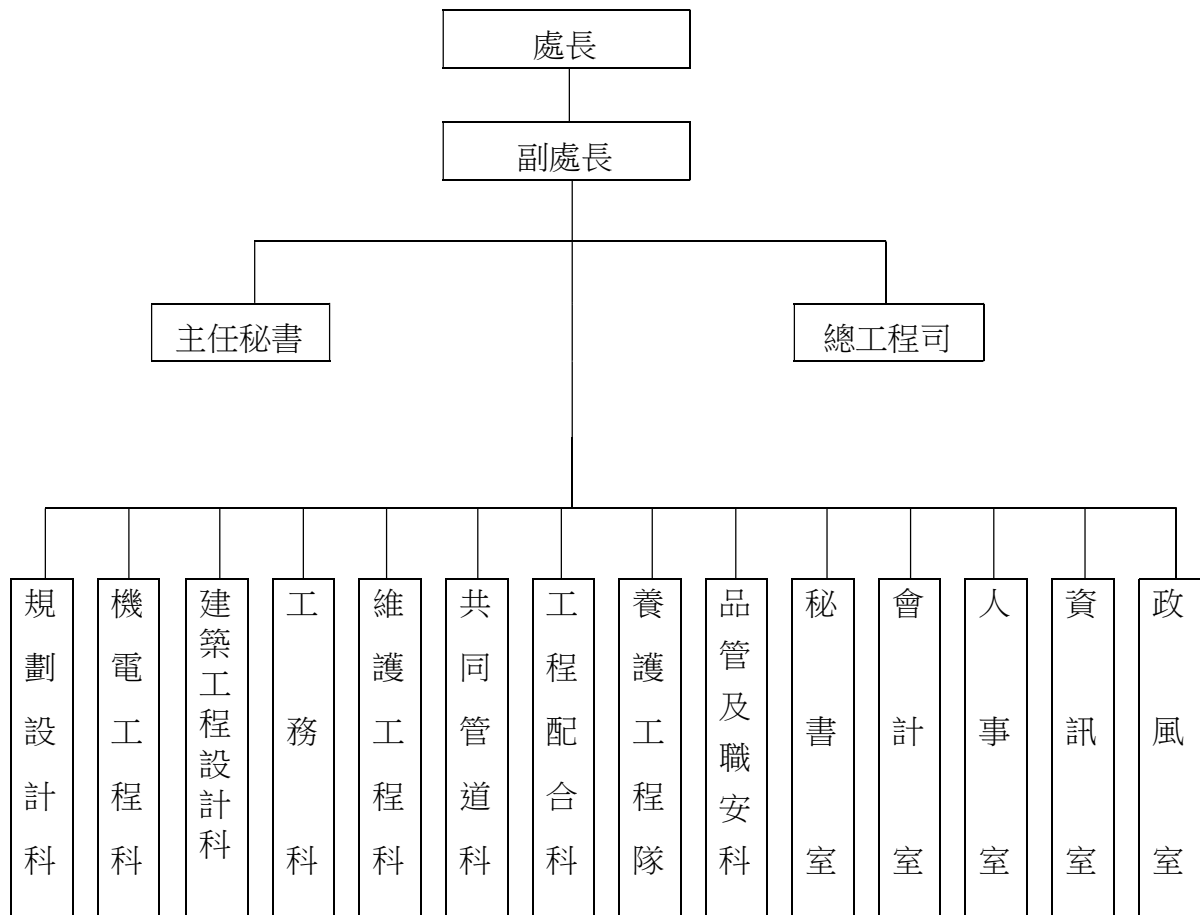 處長
副處長
主任秘書
總工程司
規劃設計科
機電工程科
建築工程設計科
工務科
維護工程科
共同管道科
工程配合科
養護工程隊
品管及職安科
秘書室
會計室
人事室
資訊室
政風室